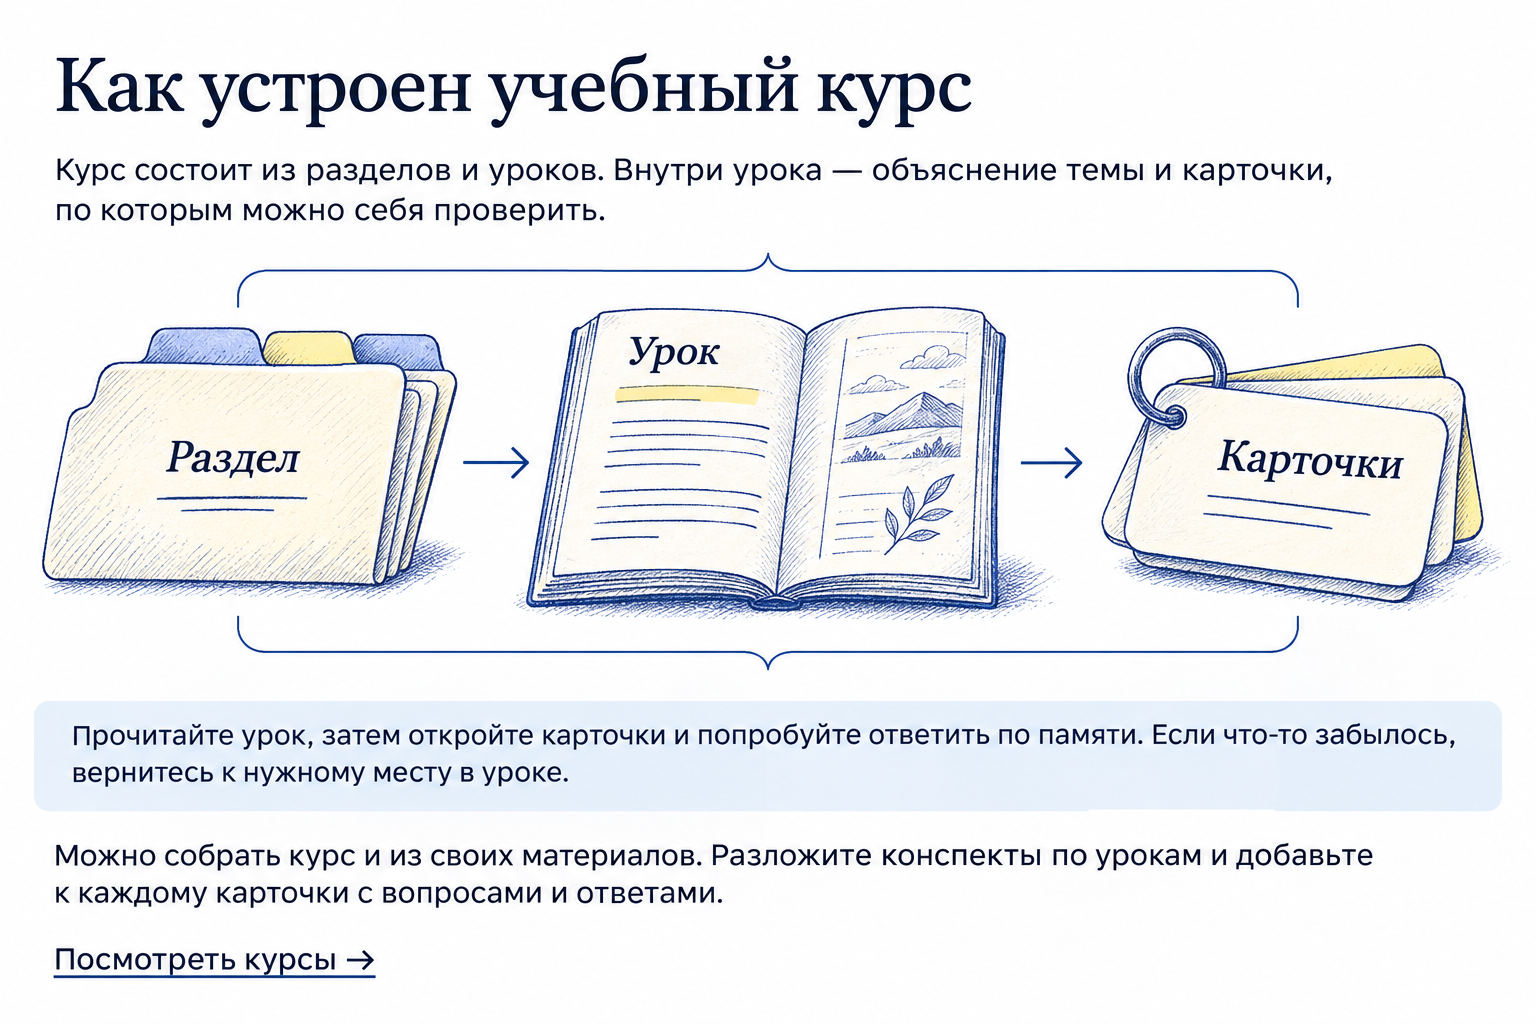 Как устроен учебный курс
Курс состоит из разделов и уроков. Внутри урока — объяснение темы и карточки,
по которым можно себя проверить.
Раздел
Урок
Карточки
Прочитайте урок, затем откройте карточки и попробуйте ответить по памяти. Если что-то забылось,
вернитесь к нужному месту в уроке.
Можно собрать курс и из своих материалов. Разложите конспекты по урокам и добавьте
к каждому карточки с вопросами и ответами.
Посмотреть курсы →